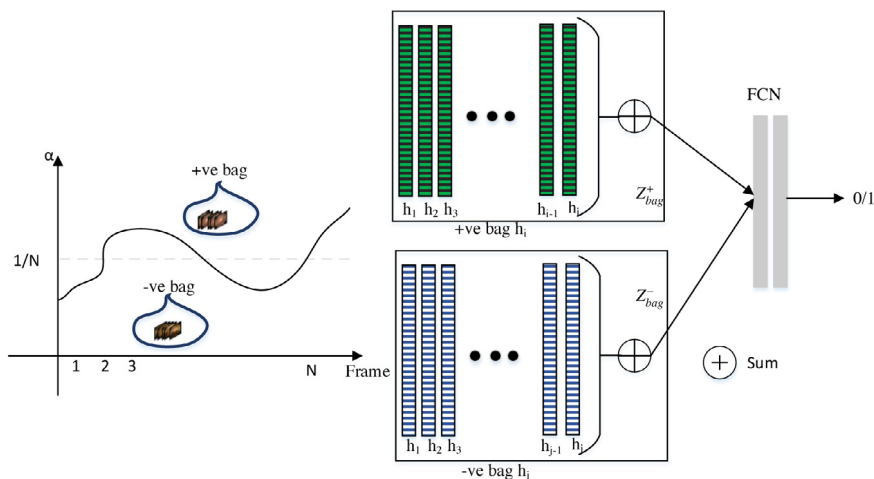 α
+ve bag
1/N
-ve bag
1 2 3 N Frame
h₁ h₂ h₃ hᵢ₋₁ hᵢ
Z⁺bag
+ve bag hᵢ
h₁ h₂ h₃ hⱼ₋₁ hⱼ
Z⁻bag
-ve bag hⱼ
FCN
0/1
Sum